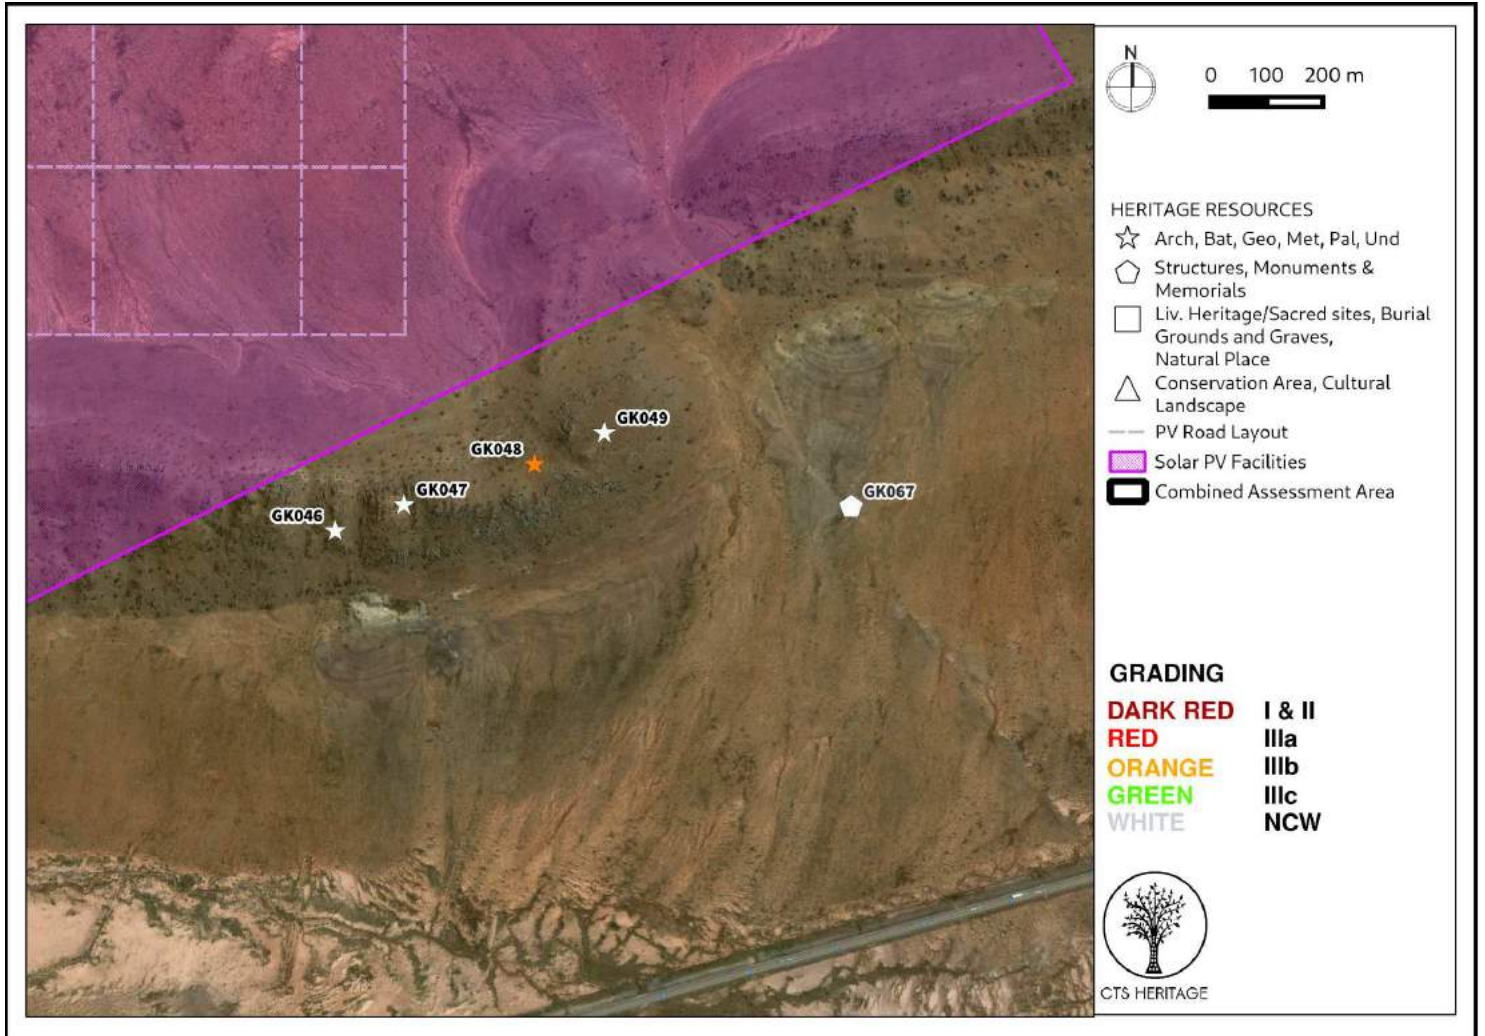 N
0 100 200 m
HERITAGE RESOURCES
Arch, Bat, Geo, Met, Pal, Und
Structures, Monuments &
Memorials
Liv. Heritage/Sacred sites, Burial
Grounds and Graves,
Natural Place
Conservation Area, Cultural
Landscape
PV Road Layout
Solar PV Facilities
Combined Assessment Area
GK049
GK048
GK047
GK067
GK046
GRADING
DARK RED I & II
RED IIIa
ORANGE IIIb
GREEN IIIc
WHITE NCW
CTS HERITAGE